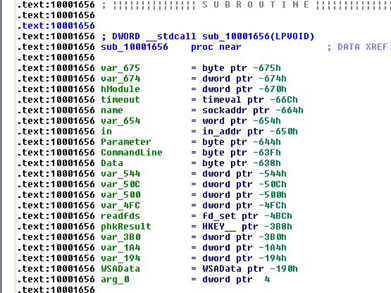 .text:10001656 ; ¦¦¦¦¦¦¦¦¦¦¦¦¦¦¦ S U B R O U T I N E ¦¦¦¦¦¦¦¦¦¦¦¦¦¦¦
.text:10001656
.text:10001656
.text:10001656 ; DWORD __stdcall sub_10001656(LPVOID)
.text:10001656 sub_10001656 proc near ; DATA XREF:
.text:10001656
.text:10001656 var_675 = byte ptr -675h
.text:10001656 var_674 = dword ptr -674h
.text:10001656 hModule = dword ptr -670h
.text:10001656 timeout = timeval ptr -66Ch
.text:10001656 name = sockaddr ptr -664h
.text:10001656 var_654 = word ptr -654h
.text:10001656 in = in_addr ptr -650h
.text:10001656 Parameter = byte ptr -644h
.text:10001656 CommandLine = byte ptr -63Fh
.text:10001656 Data = byte ptr -638h
.text:10001656 var_544 = dword ptr -544h
.text:10001656 var_50C = dword ptr -50Ch
.text:10001656 var_500 = dword ptr -500h
.text:10001656 var_4FC = dword ptr -4FCh
.text:10001656 readfds = fd_set ptr -4BCh
.text:10001656 phkResult = HKEY__ ptr -3B8h
.text:10001656 var_3B0 = dword ptr -3B0h
.text:10001656 var_1A4 = dword ptr -1A4h
.text:10001656 var_194 = dword ptr -194h
.text:10001656 WSAData = WSAData ptr -190h
.text:10001656 arg_0 = dword ptr 4